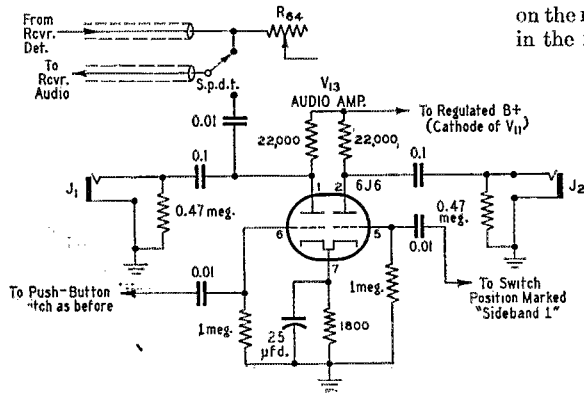 From
Rcvr.
Det.
R64
on the
in the
To
Rcvr.
Audio
S.p.d.t.
V13
AUDIO AMP.
To Regulated B+
(Cathode of V11)
0.01
22,000
22,000
0.1
0.1
J1
1
2
6J6
J2
0.47 meg.
0.47
meg.
6
5
0.01
0.01
7
To Push-Button
as before
1meg.
To Switch
Position Marked
"Sideband 1"
1meg.
25
µfd.
1800